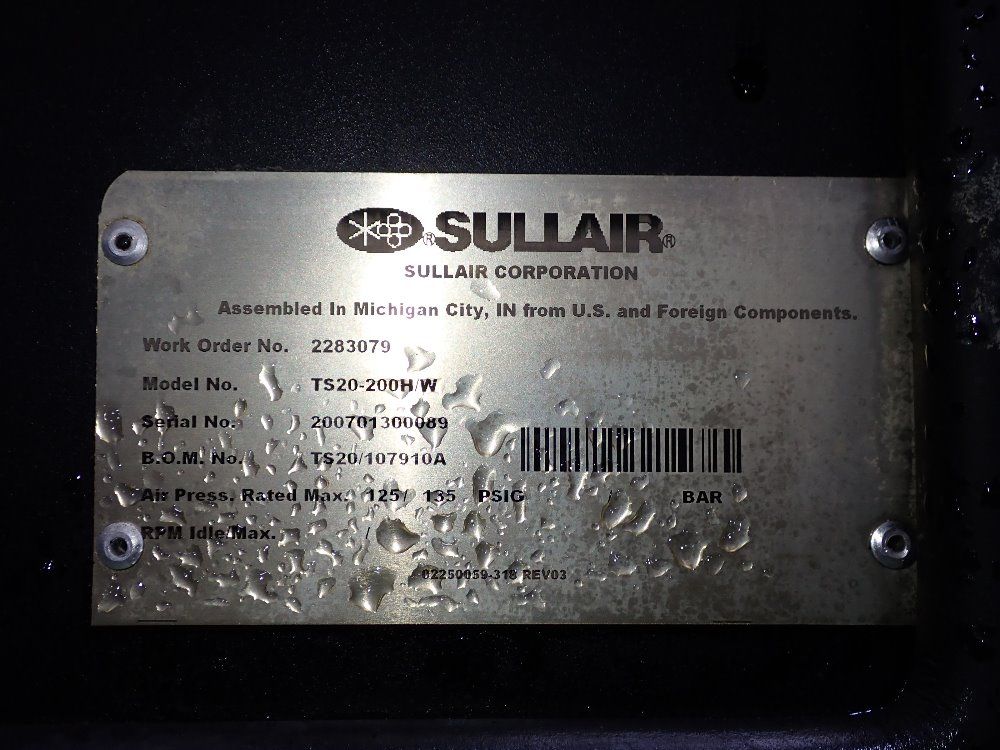 ® SULLAIR®
SULLAIR CORPORATION
Assembled In Michigan City, IN from U.S. and Foreign Components.
Work Order No. 2283079
Model No. TS20-200H/W
Serial No. 200701300089
B.O.M. No. TS20/107910A
Air Press. Rated Max. 125/ 135 PSIG / BAR
RPM Idle/Max. /
02250059-318 REV03